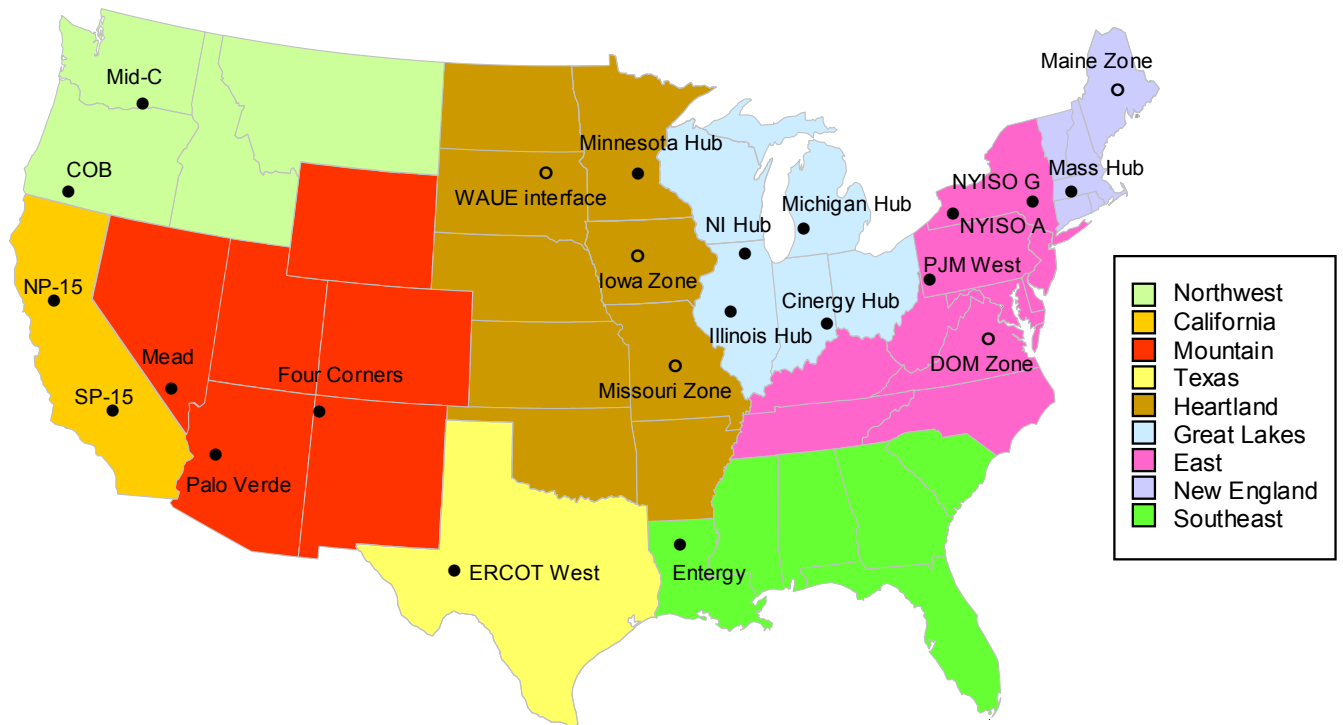 Maine Zone
Mid-C
Minnesota Hub
COB
WAUE interface
Mass Hub
NYISO G
Michigan Hub
NI Hub
NYISO A
PJM West
NP-15
Iowa Zone
Cinergy Hub
Illinois Hub
Mead
Four Corners
DOM Zone
Missouri Zone
SP-15
Palo Verde
ERCOT West
Entergy
Northwest
California
Mountain
Texas
Heartland
Great Lakes
East
New England
Southeast